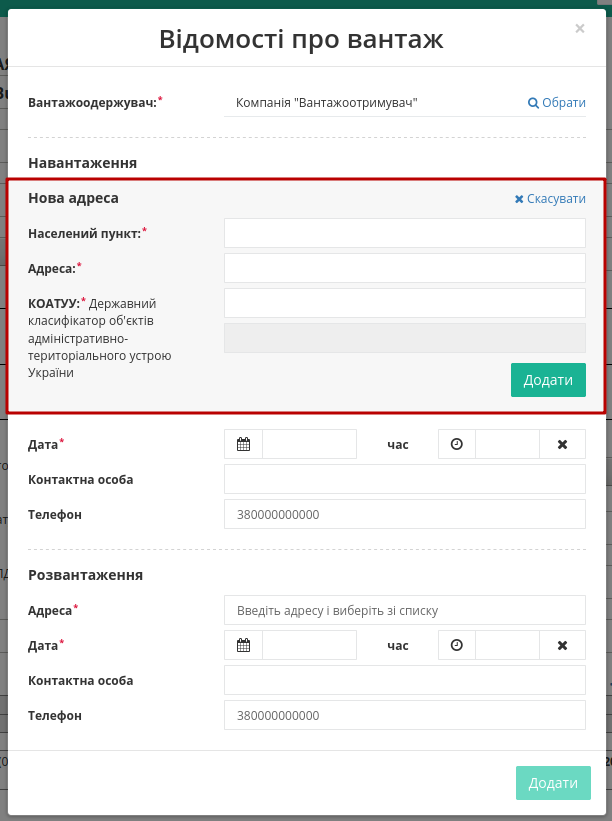 ×
Відомості про вантаж
Вантажоодержувач:* Компанія "Вантажоотримувач" Обрати
Навантаження
Нова адреса ✖ Скасувати
Населений пункт:*
Адреса:*
КОАТУУ:* Державний
класифікатор об'єктів
адміністративно-
територіального устрою
України
Додати
Дата* час ✖
Контактна особа
Телефон 380000000000
Розвантаження
Адреса* Введіть адресу і виберіть зі списку
Дата* час ✖
Контактна особа
Телефон 380000000000
Додати